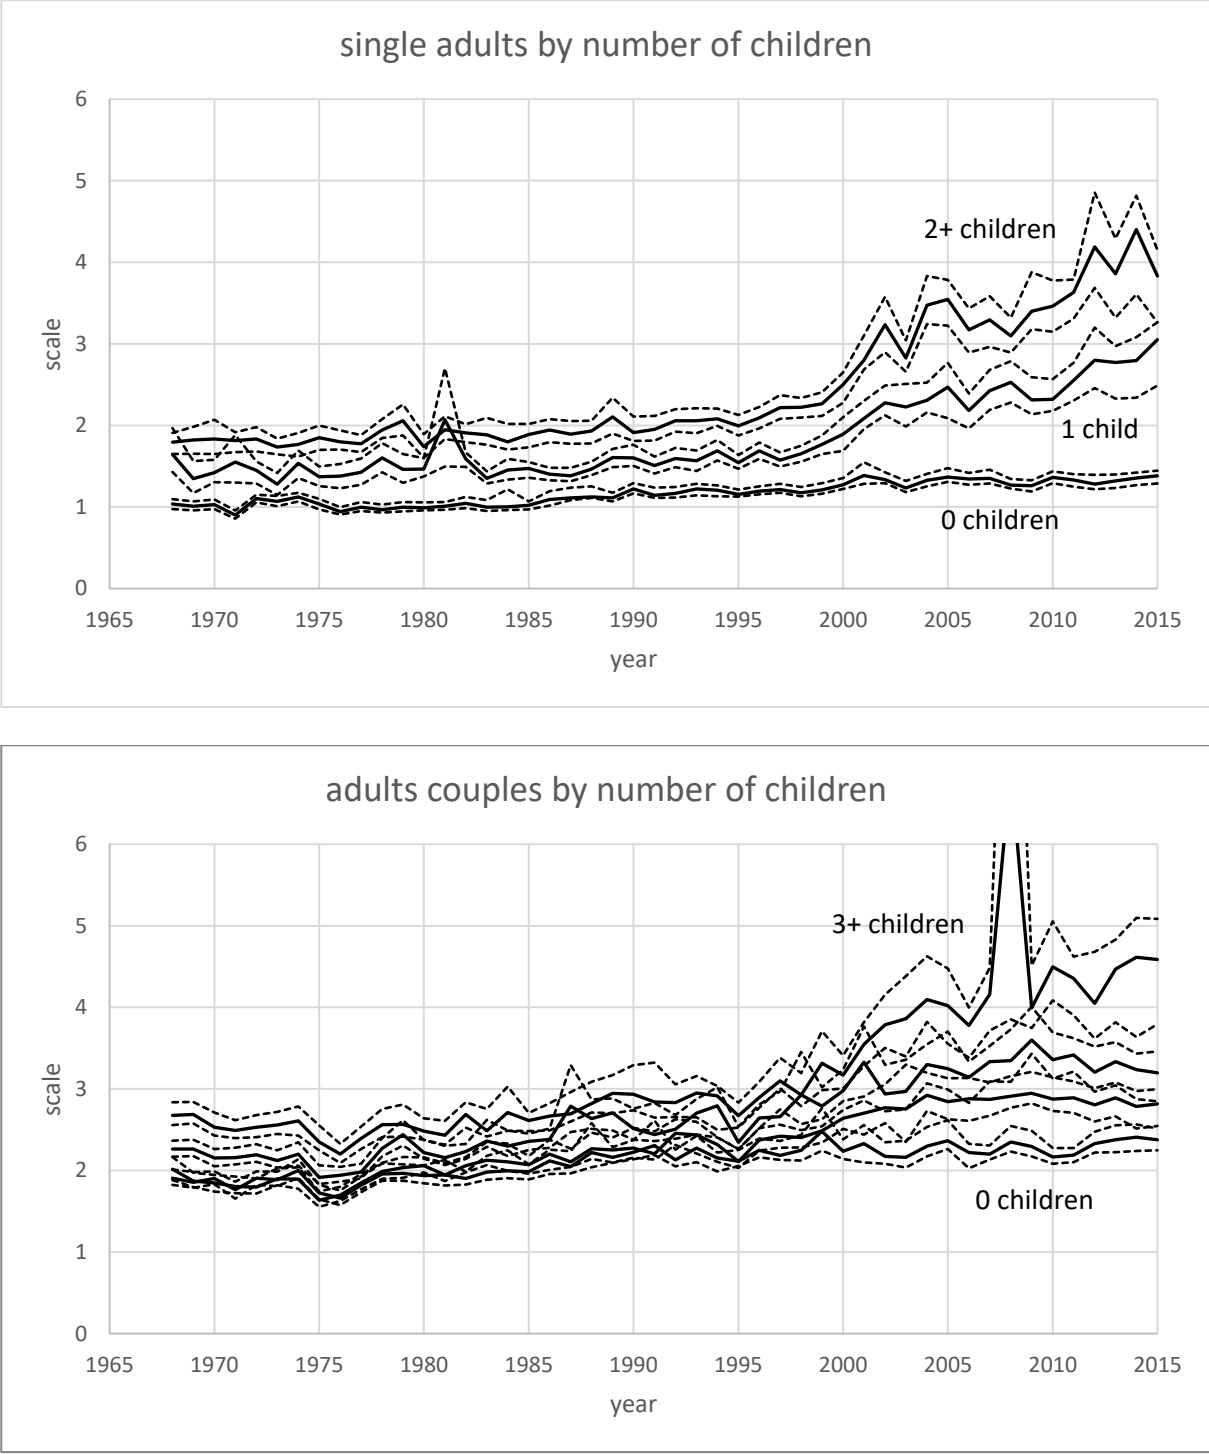 single adults by number of children
6
5
2+ children
4
scale
3
2
1 child
1
0 children
0
1965 1970 1975 1980 1985 1990 1995 2000 2005 2010 2015
year
adults couples by number of children
6
5
3+ children
4
scale
3
2
0 children
1
0
1965 1970 1975 1980 1985 1990 1995 2000 2005 2010 2015
year